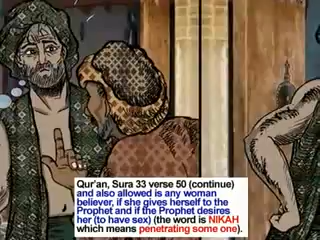 Qur'an, Sura 33 verse 50 (continue)
and also allowed is any woman
believer, if she gives herself to the
Prophet and if the Prophet desires
her (to have sex) (the word is NIKAH
which means penetrating some one).